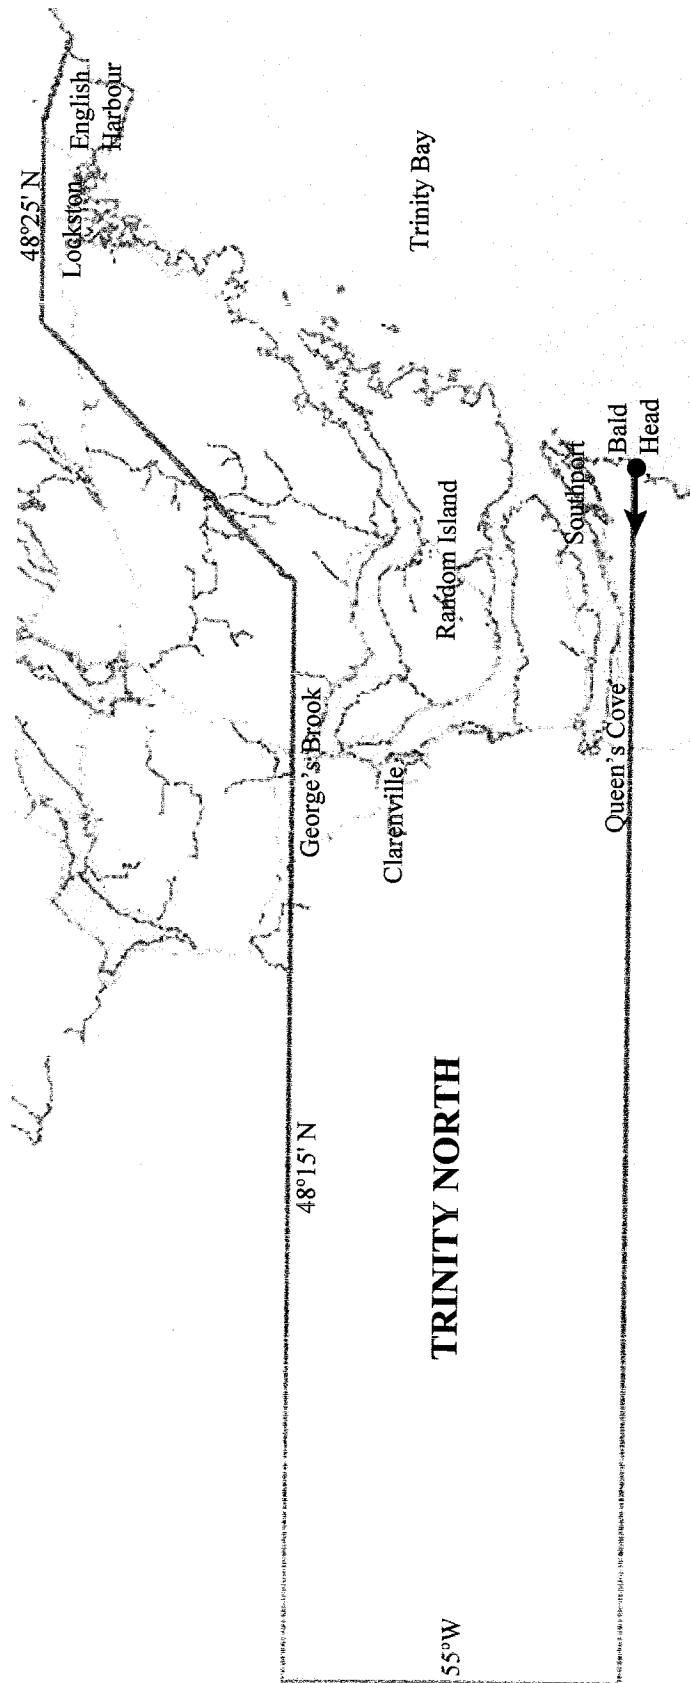 48°25' N
Lockston
English
Harbour
Trinity Bay
George's Brook
Clarenville
Random Island
Southport
Bald
Head
Queen's Cove
48°15' N
TRINITY NORTH
55°W